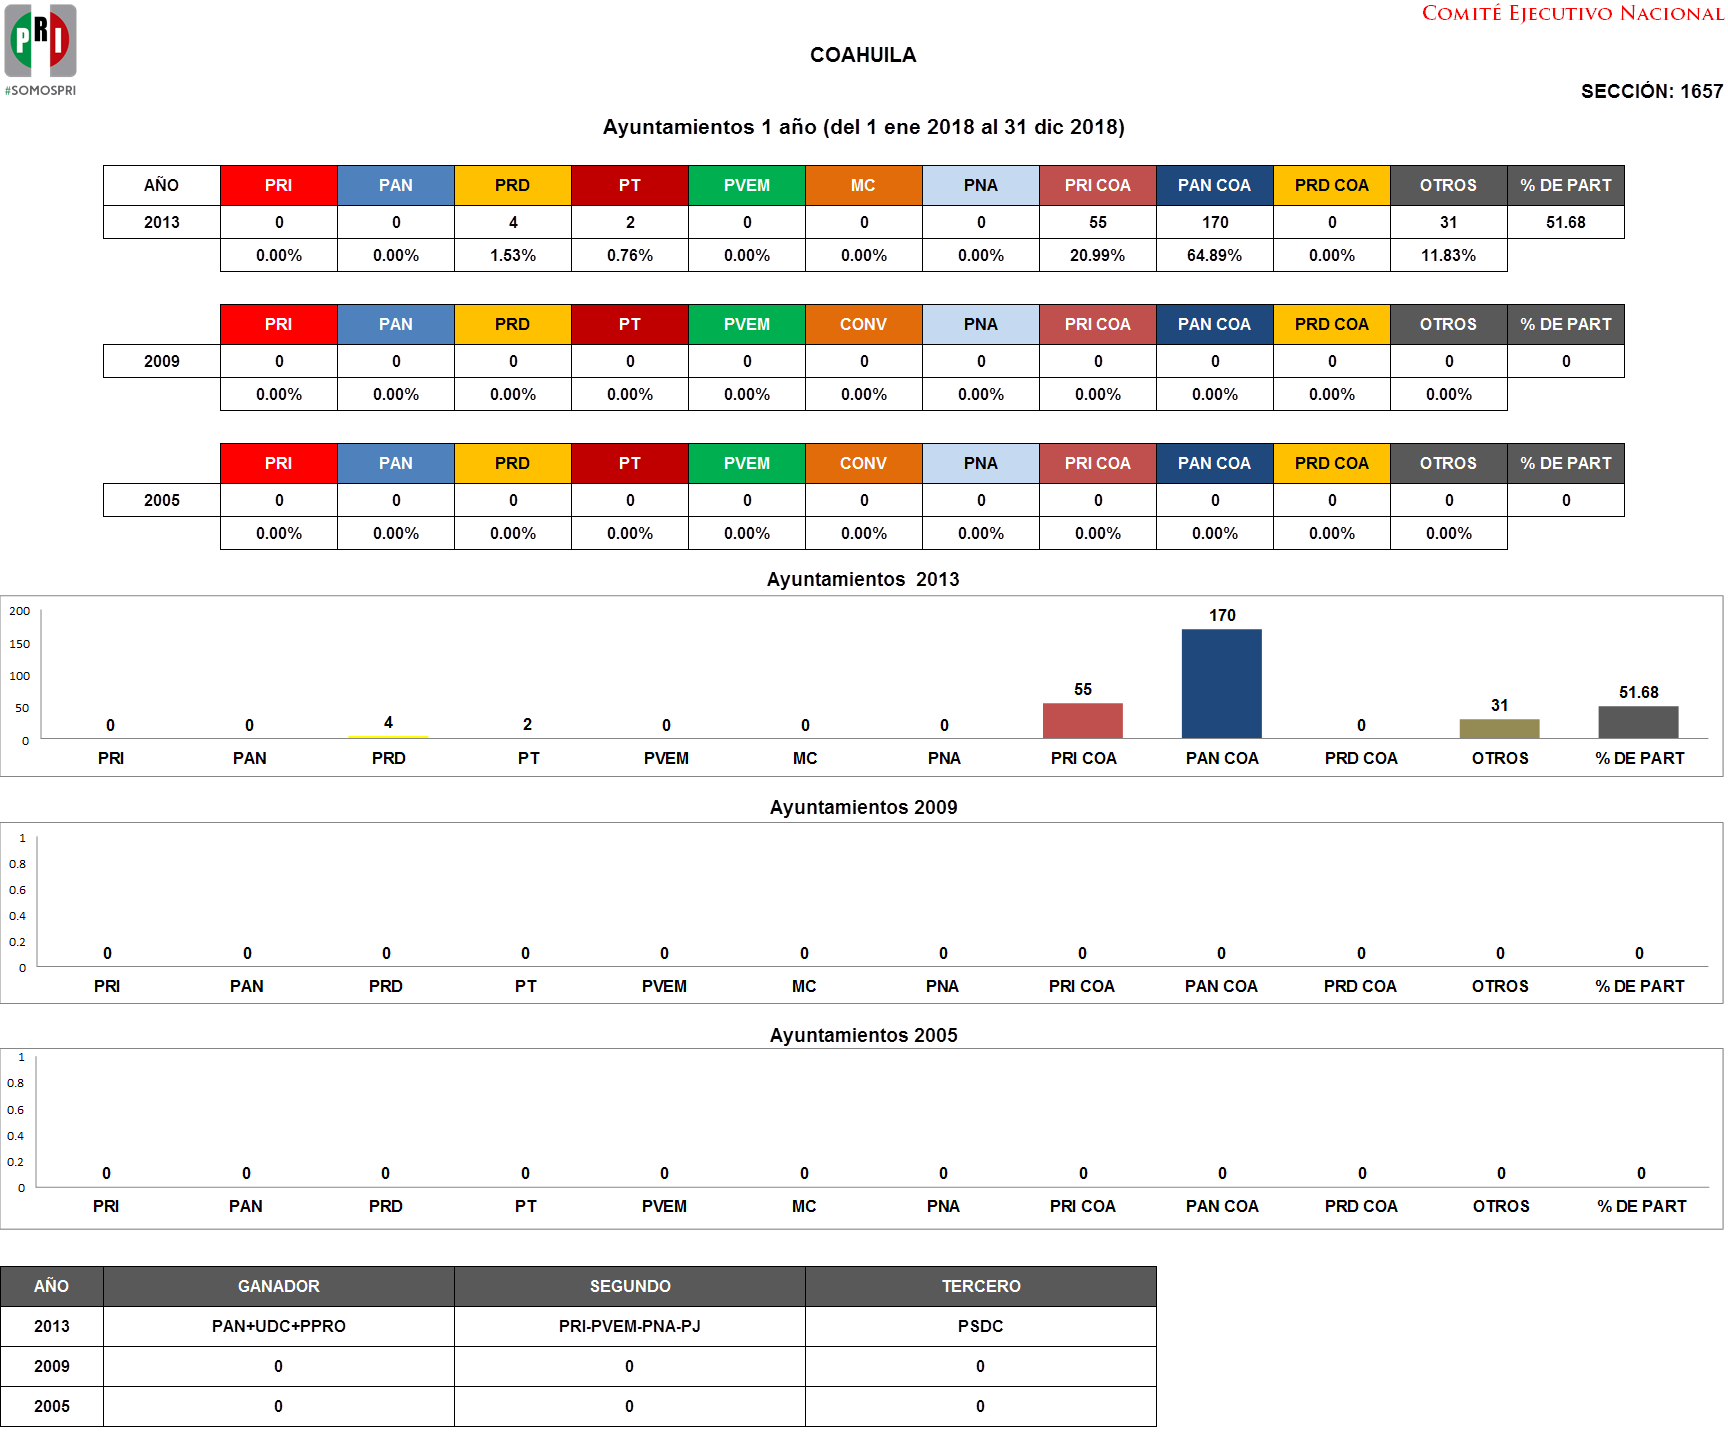 COMITÉ EJECUTIVO NACIONAL
PRI
#SOMOSPRI
COAHUILA
SECCIÓN: 1657
Ayuntamientos 1 año (del 1 ene 2018 al 31 dic 2018)
AÑO PRI PAN PRD PT PVEM MC PNA PRI COA PAN COA PRD COA OTROS % DE PART
2013 0 0 4 2 0 0 0 55 170 0 31 51.68
0.00% 0.00% 1.53% 0.76% 0.00% 0.00% 0.00% 20.99% 64.89% 0.00% 11.83%
PRI PAN PRD PT PVEM CONV PNA PRI COA PAN COA PRD COA OTROS % DE PART
2009 0 0 0 0 0 0 0 0 0 0 0 0
0.00% 0.00% 0.00% 0.00% 0.00% 0.00% 0.00% 0.00% 0.00% 0.00% 0.00%
PRI PAN PRD PT PVEM CONV PNA PRI COA PAN COA PRD COA OTROS % DE PART
2005 0 0 0 0 0 0 0 0 0 0 0 0
0.00% 0.00% 0.00% 0.00% 0.00% 0.00% 0.00% 0.00% 0.00% 0.00% 0.00%
Ayuntamientos 2013
200
150
100
50
0
0 0 4 2 0 0 0 55 170 0 31 51.68
PRI PAN PRD PT PVEM MC PNA PRI COA PAN COA PRD COA OTROS % DE PART
Ayuntamientos 2009
1
0.8
0.6
0.4
0.2
0
0 0 0 0 0 0 0 0 0 0 0 0
PRI PAN PRD PT PVEM MC PNA PRI COA PAN COA PRD COA OTROS % DE PART
Ayuntamientos 2005
1
0.8
0.6
0.4
0.2
0
0 0 0 0 0 0 0 0 0 0 0 0
PRI PAN PRD PT PVEM MC PNA PRI COA PAN COA PRD COA OTROS % DE PART
AÑO GANADOR SEGUNDO TERCERO
2013 PAN+UDC+PPRO PRI-PVEM-PNA-PJ PSDC
2009 0 0 0
2005 0 0 0